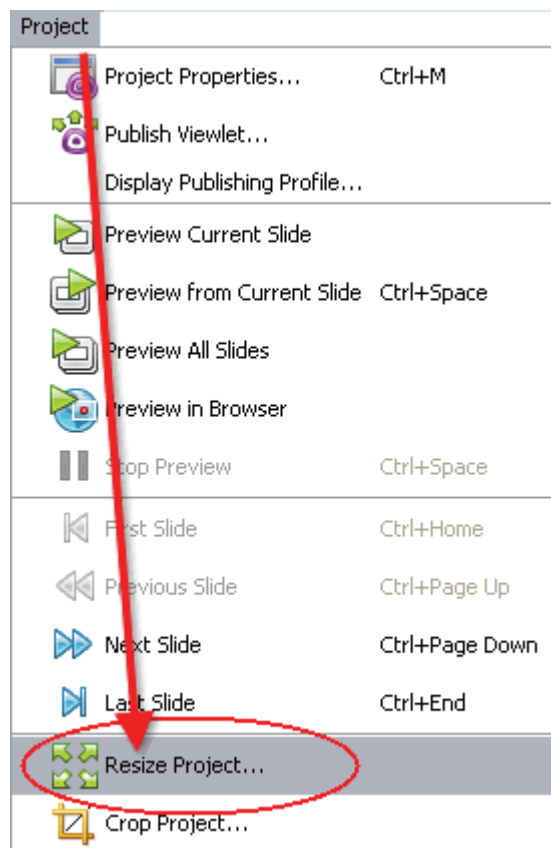 Project
Project Properties... Ctrl+M
Publish Viewlet...
Display Publishing Profile...
Preview Current Slide
Preview from Current Slide Ctrl+Space
Preview All Slides
Preview in Browser
Stop Preview Ctrl+Space
First Slide Ctrl+Home
Previous Slide Ctrl+Page Up
Next Slide Ctrl+Page Down
Last Slide Ctrl+End
Resize Project...
Crop Project...